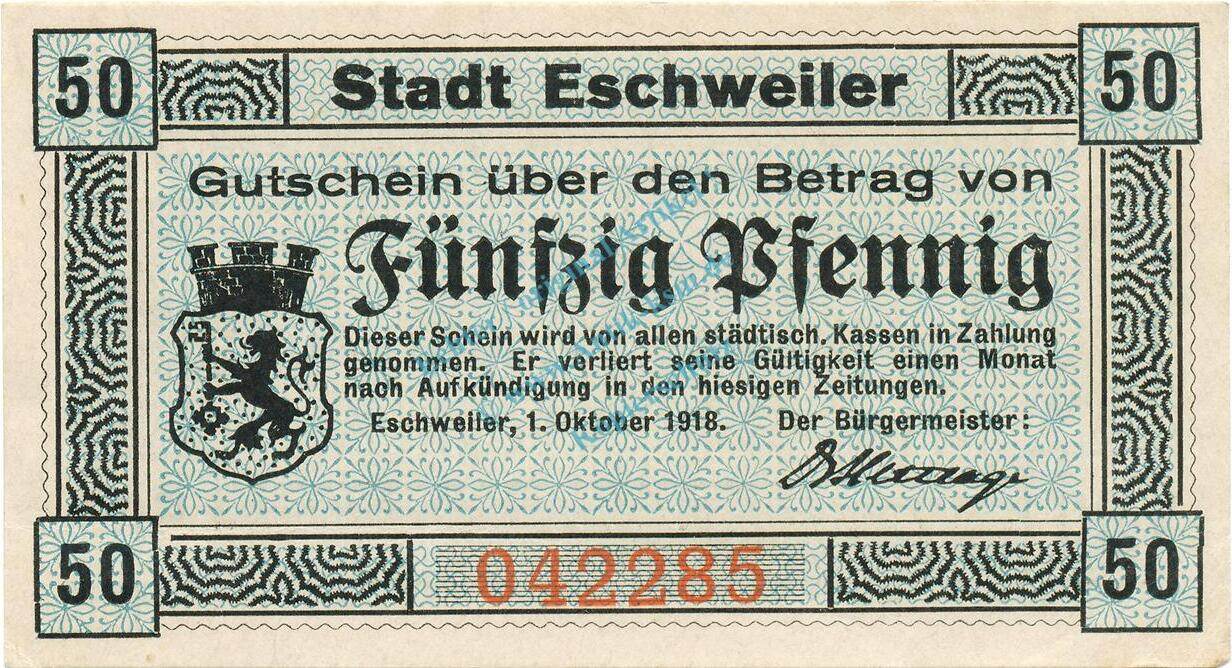 50 Stadt Eschweiler 50
Gutschein über den Betrag von
Fünfzig Pfennig
Dieser Schein wird von allen städtisch. Kassen in Zahlung
genommen. Er verliert seine Gültigkeit einen Monat
nach Aufkündigung in den hiesigen Zeitungen.
Eschweiler, 1. Oktober 1918. Der Bürgermeister:
50 042285 50